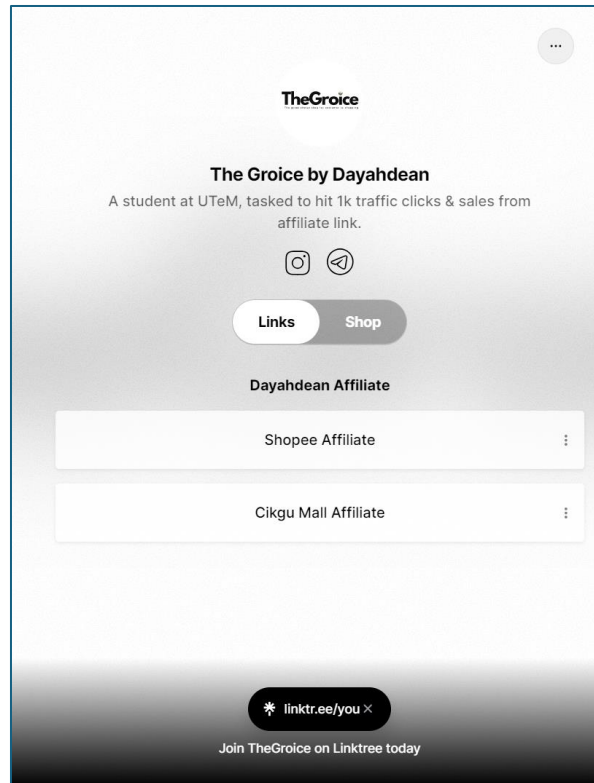 TheGroice
The Groice by Dayahdean
A student at UTeM, tasked to hit 1k traffic clicks & sales from
affiliate link.
Links
Shop
Dayahdean Affiliate
Shopee Affiliate
Cikgu Mall Affiliate
linktr.ee/you
Join TheGroice on Linktree today